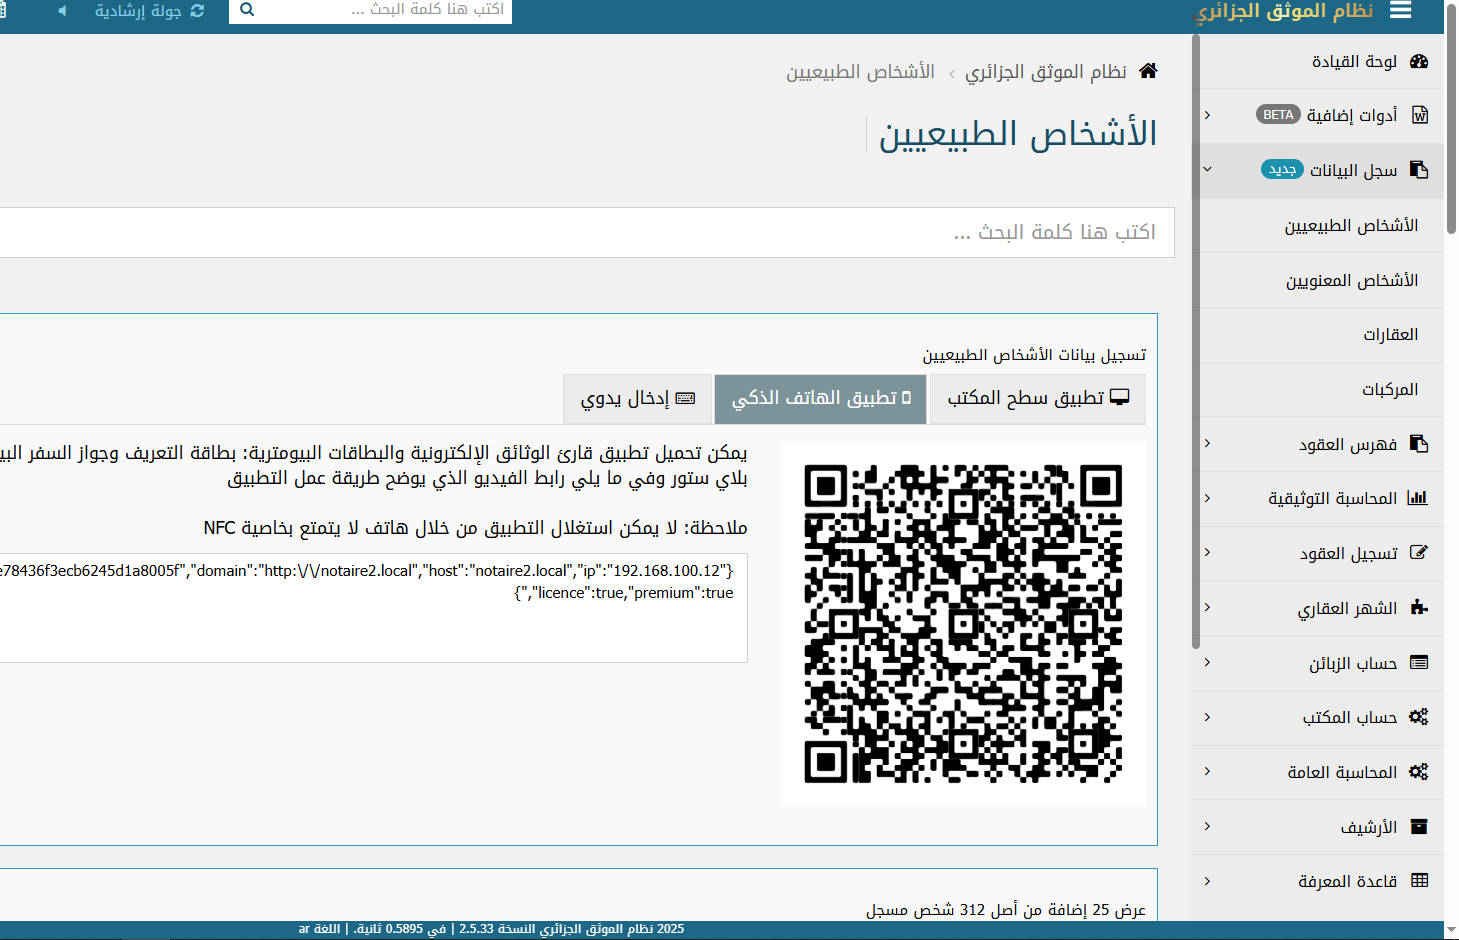 نظام الموثق الجزائري
اكتب هنا كلمة البحث ...
جولة إرشادية
لوحة القيادة
أدوات إضافية BETA
سجل البيانات جديد
الأشخاص الطبيعيين
الأشخاص المعنويين
العقارات
المركبات
فهرس العقود
المحاسبة التوثيقية
تسجيل العقود
الشهر العقاري
حساب الزبائن
حساب المكتب
المحاسبة العامة
الأرشيف
قاعدة المعرفة
نظام الموثق الجزائري › الأشخاص الطبيعيين
الأشخاص الطبيعيين
اكتب هنا كلمة البحث ...
تسجيل بيانات الأشخاص الطبيعيين
تطبيق سطح المكتب
تطبيق الهاتف الذكي
إدخال يدوي
يمكن تحميل تطبيق قارئ الوثائق الإلكترونية والبطاقات البيومترية: بطاقة التعريف وجواز السفر
بلاي ستور وفي ما يلي رابط الفيديو الذي يوضح طريقة عمل التطبيق
ملاحظة: لا يمكن استغلال التطبيق من خلال هاتف لا يتمتع بخاصية NFC
e78436f3ecb6245d1a8005f","domain":"http:\/\/notaire2.local","host":"notaire2.local","ip":"192.168.100.12"}
{","licence":true,"premium":true
عرض 25 إضافة من أصل 312 شخص مسجل
2025 نظام الموثق الجزائري النسخة 2.5.33 | في 0.5895 ثانية. | اللغة ar